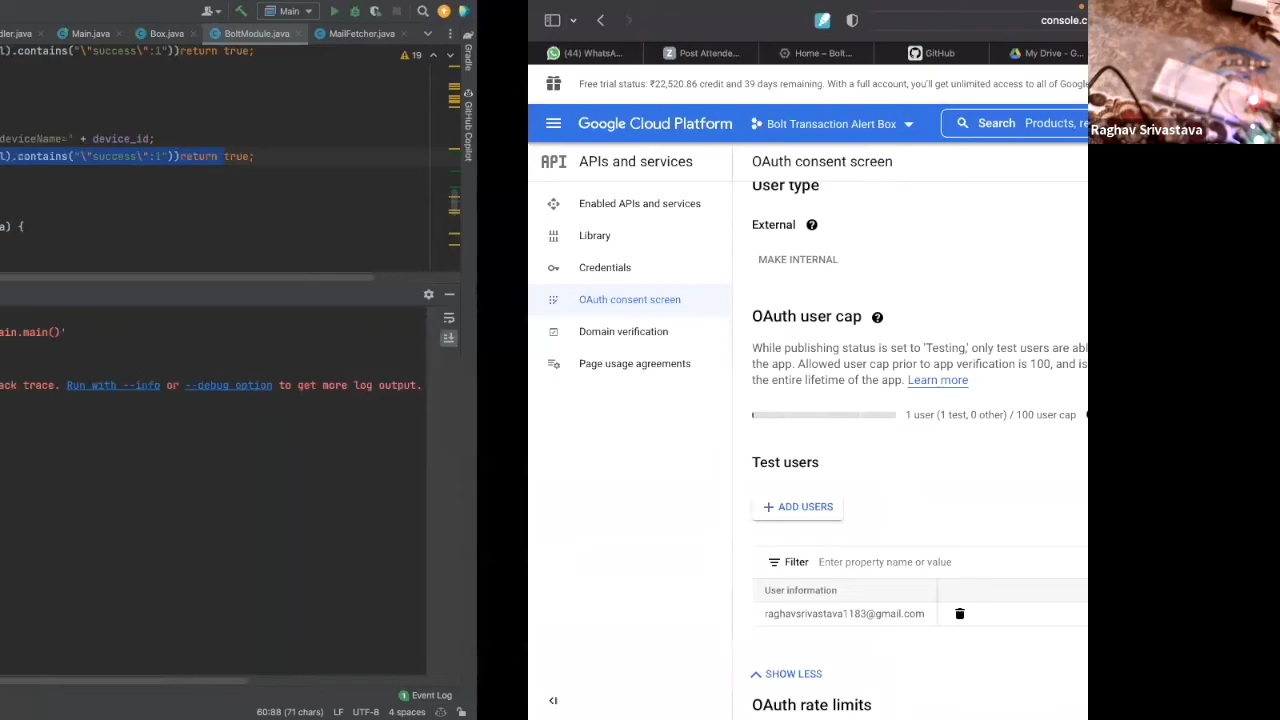 Main
dler.java
Main.java
Box.java
BoltModule.java
MailFetcher.java
l).contains("\"success\":1"))return true;
19
deviceName=' + device_id;
l).contains("\"success\":1"))return true;
a) {
ain.main()'
ack trace. Run with --info or --debug option to get more log output.
Event Log
60:88 (71 chars) LF UTF-8 4 spaces
Gradle
GitHub Copilot
console.c
(44) WhatsA...
Post Attende...
Home – Bolt...
GitHub
My Drive - G...
Free trial status: ₹22,520.86 credit and 39 days remaining. With a full account, you'll get unlimited access to all of Google
Google Cloud Platform
Bolt Transaction Alert Box
Search Products, re
API APIs and services
Enabled APIs and services
Library
Credentials
OAuth consent screen
Domain verification
Page usage agreements
OAuth consent screen
User type
External
MAKE INTERNAL
OAuth user cap
While publishing status is set to 'Testing,' only test users are abl
the app. Allowed user cap prior to app verification is 100, and is
the entire lifetime of the app. Learn more
1 user (1 test, 0 other) / 100 user cap
Test users
+ ADD USERS
Filter Enter property name or value
User information
raghavsrivastava1183@gmail.com
SHOW LESS
OAuth rate limits
Raghav Srivastava